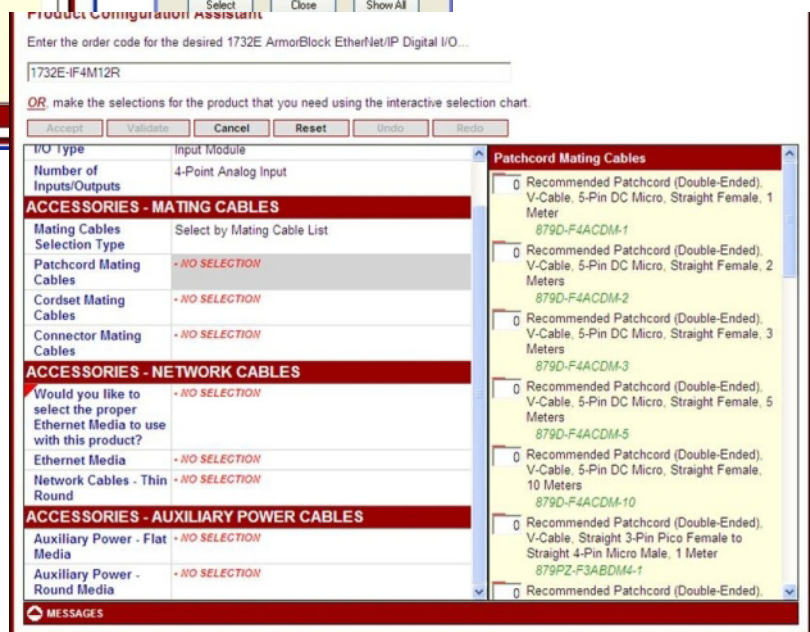 Select Close Show All
Product Configuration Assistant
Enter the order code for the desired 1732E ArmorBlock EtherNet/IP Digital I/O...
1732E-IF4M12R
OR, make the selections for the product that you need using the interactive selection chart.
Accept Validate Cancel Reset Undo Redo
I/O Type Input Module
Number of
Inputs/Outputs
4-Point Analog Input
ACCESSORIES - MATING CABLES
Mating Cables
Selection Type
Select by Mating Cable List
Patchcord Mating
Cables
- NO SELECTION
Cordset Mating
Cables
- NO SELECTION
Connector Mating
Cables
- NO SELECTION
ACCESSORIES - NETWORK CABLES
Would you like to
select the proper
Ethernet Media to use
with this product?
- NO SELECTION
Ethernet Media - NO SELECTION
Network Cables - Thin
Round
- NO SELECTION
ACCESSORIES - AUXILIARY POWER CABLES
Auxiliary Power - Flat
Media
- NO SELECTION
Auxiliary Power -
Round Media
- NO SELECTION
Patchcord Mating Cables
0 Recommended Patchcord (Double-Ended),
V-Cable, 5-Pin DC Micro, Straight Female, 1
Meter
879D-F4ACDM-1
0 Recommended Patchcord (Double-Ended),
V-Cable, 5-Pin DC Micro, Straight Female, 2
Meters
879D-F4ACDM-2
0 Recommended Patchcord (Double-Ended),
V-Cable, 5-Pin DC Micro, Straight Female, 3
Meters
879D-F4ACDM-3
0 Recommended Patchcord (Double-Ended),
V-Cable, 5-Pin DC Micro, Straight Female, 5
Meters
879D-F4ACDM-5
0 Recommended Patchcord (Double-Ended),
V-Cable, 5-Pin DC Micro, Straight Female,
10 Meters
879D-F4ACDM-10
0 Recommended Patchcord (Double-Ended),
V-Cable, Straight 3-Pin Pico Female to
Straight 4-Pin Micro Male, 1 Meter
879PZ-F3ABDM4-1
0 Recommended Patchcord (Double-Ended),
MESSAGES